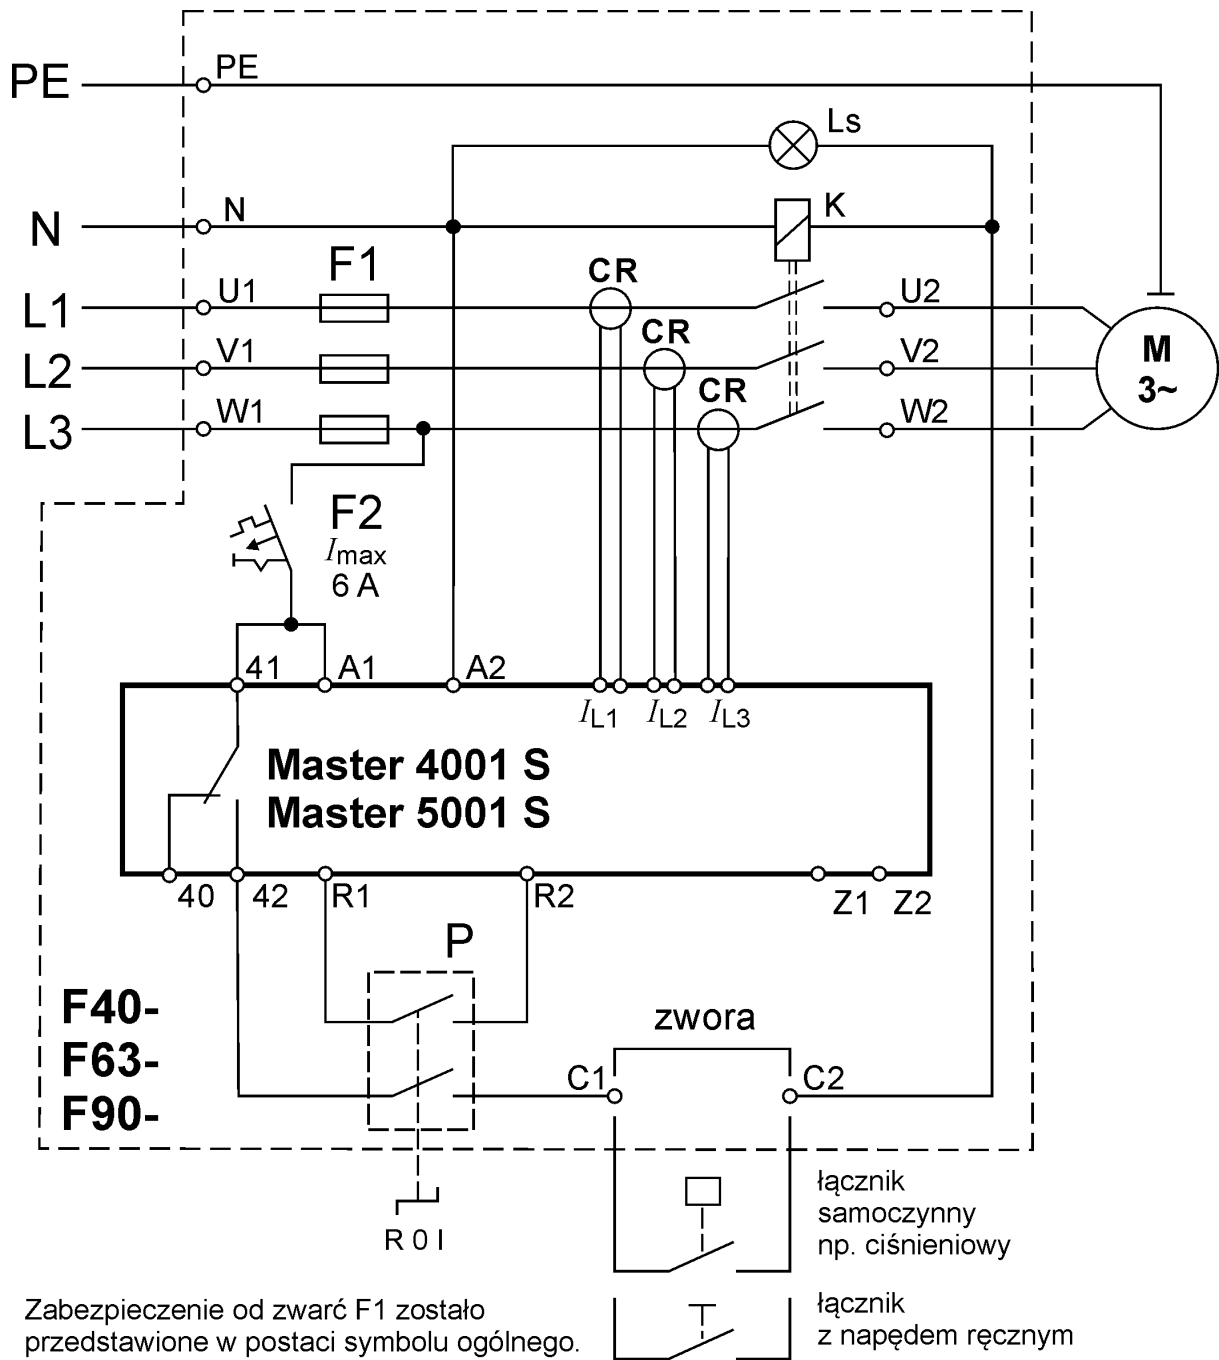 PE
PE
Ls
N
N
K
F1
CR
L1
U1
U2
CR
L2
V1
V2
M
3~
CR
L3
W1
W2
F2
Imax
6 A
41
A1
A2
IL1
IL2
IL3
Master 4001 S
Master 5001 S
40
42
R1
R2
Z1
Z2
P
F40-
F63-
F90-
zwora
C1
C2
R 0 I
łącznik
samoczynny
np. ciśnieniowy
łącznik
z napędem ręcznym
Zabezpieczenie od zwarć F1 zostało
przedstawione w postaci symbolu ogólnego.